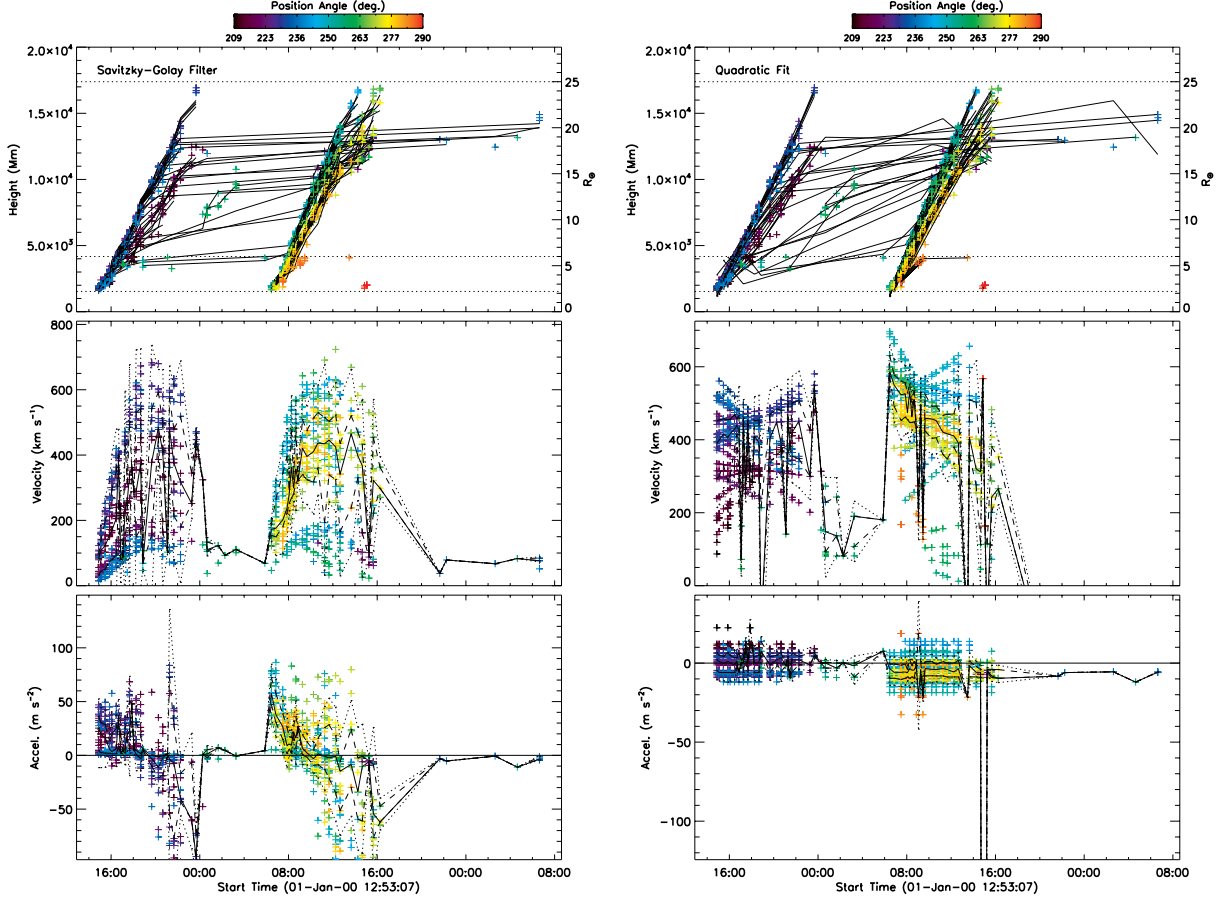 Position Angle (deg.)
209 223 236 250 263 277 290
Savitzky-Golay Filter
2.0×10⁴
1.5×10⁴
1.0×10⁴
5.0×10³
0
Height (Mm)
25
20
15
10
5
0
R⊙
800
600
400
200
0
Velocity (km s⁻¹)
100
50
0
−50
Accel. (m s⁻²)
16:00 00:00 08:00 16:00 00:00 08:00
Start Time (01-Jan-00 12:53:07)
Position Angle (deg.)
209 223 236 250 263 277 290
Quadratic Fit
2.0×10⁴
1.5×10⁴
1.0×10⁴
5.0×10³
0
Height (Mm)
25
20
15
10
5
0
R⊙
600
400
200
0
Velocity (km s⁻¹)
0
−50
−100
Accel. (m s⁻²)
16:00 00:00 08:00 16:00 00:00 08:00
Start Time (01-Jan-00 12:53:07)